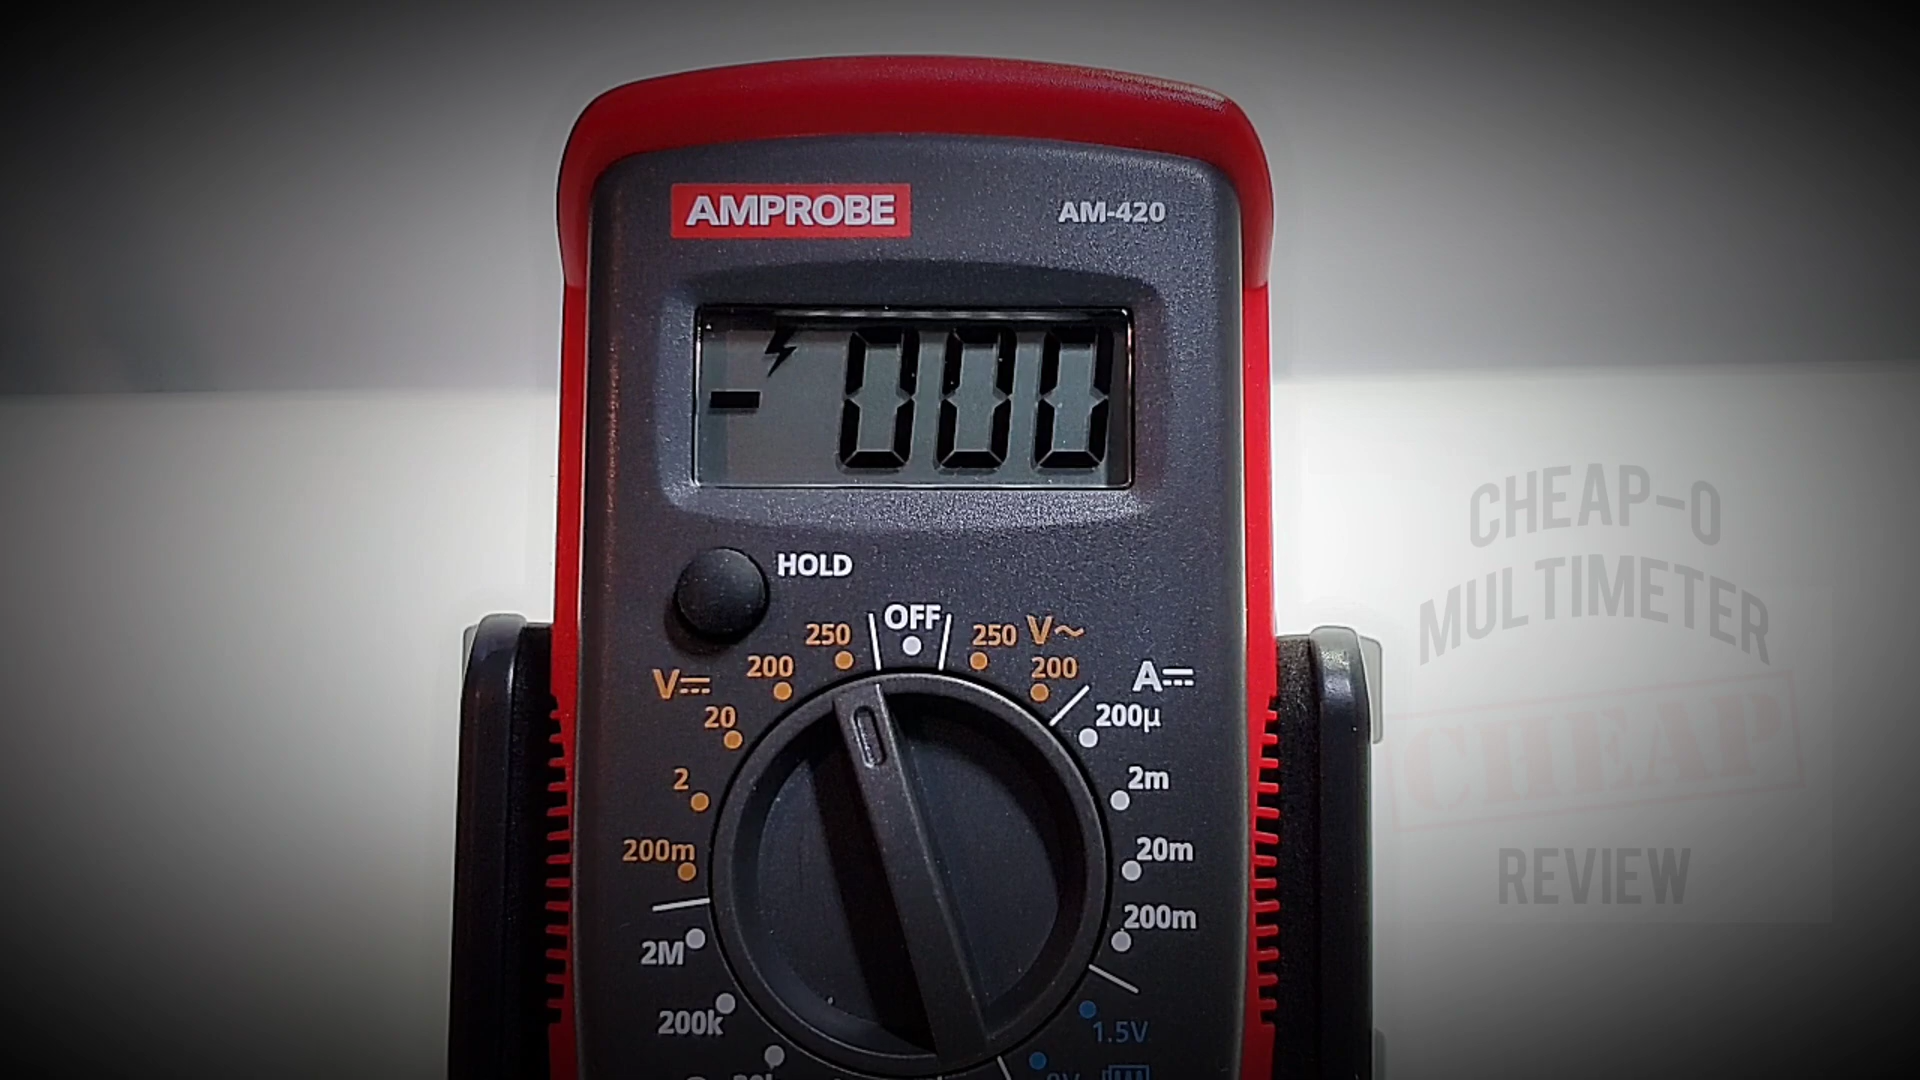 AMPROBE
AM-420
- 000
HOLD
OFF
250
250 V~
200
200
V
A
20
200µ
2
2m
200m
20m
200m
2M
200k
1.5V
CHEAP-O
MULTIMETER
CHEAP
REVIEW